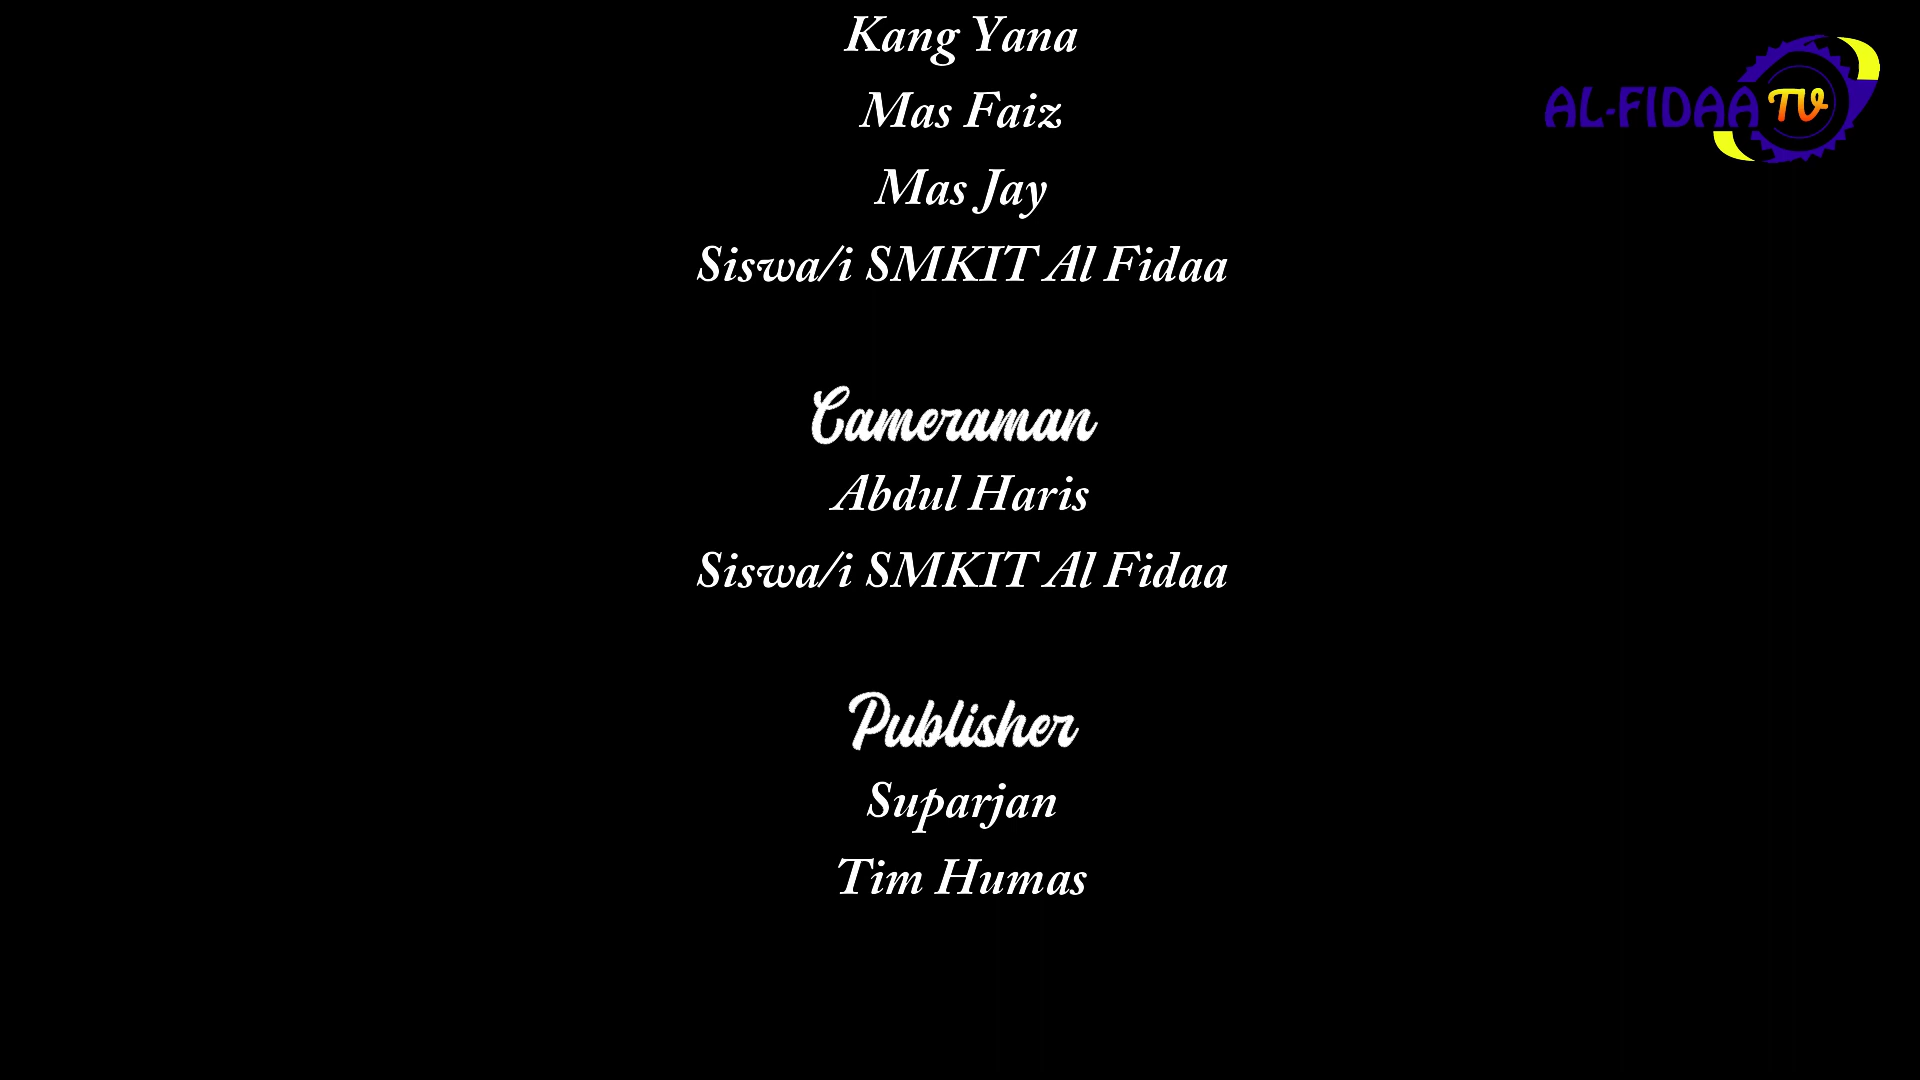 Kang Yana
AL-FIDAA TV
Mas Faiz
Mas Jay
Siswa/i SMKIT Al Fidaa
Cameraman
Abdul Haris
Siswa/i SMKIT Al Fidaa
Publisher
Suparjan
Tim Humas